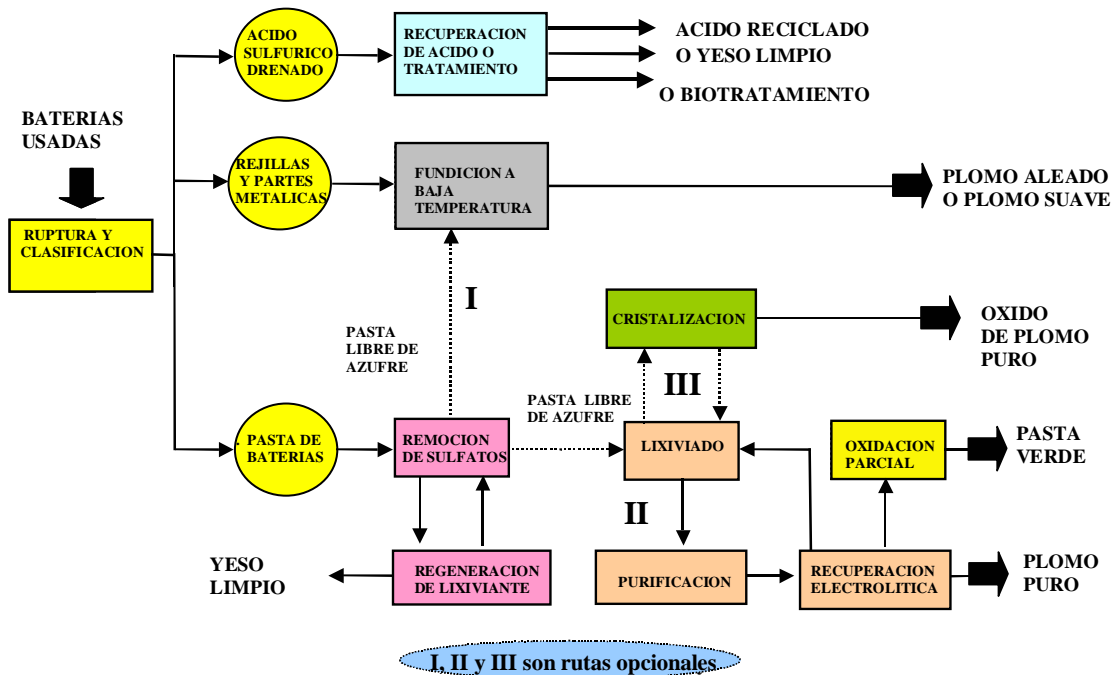 ACIDO
SULFURICO
DRENADO
RECUPERACION
DE ACIDO O
TRATAMIENTO
ACIDO RECICLADO
O YESO LIMPIO
O BIOTRATAMIENTO
BATERIAS
USADAS
RUPTURA Y
CLASIFICACION
REJILLAS
Y PARTES
METALICAS
FUNDICION A
BAJA
TEMPERATURA
PLOMO ALEADO
O PLOMO SUAVE
I
PASTA
LIBRE DE
AZUFRE
CRISTALIZACION
OXIDO
DE PLOMO
PURO
III
PASTA LIBRE
DE AZUFRE
PASTA DE
BATERIAS
REMOCION
DE SULFATOS
LIXIVIADO
OXIDACION
PARCIAL
PASTA
VERDE
II
YESO
LIMPIO
REGENERACION
DE LIXIVIANTE
PURIFICACION
RECUPERACION
ELECTROLITICA
PLOMO
PURO
I, II y III son rutas opcionales